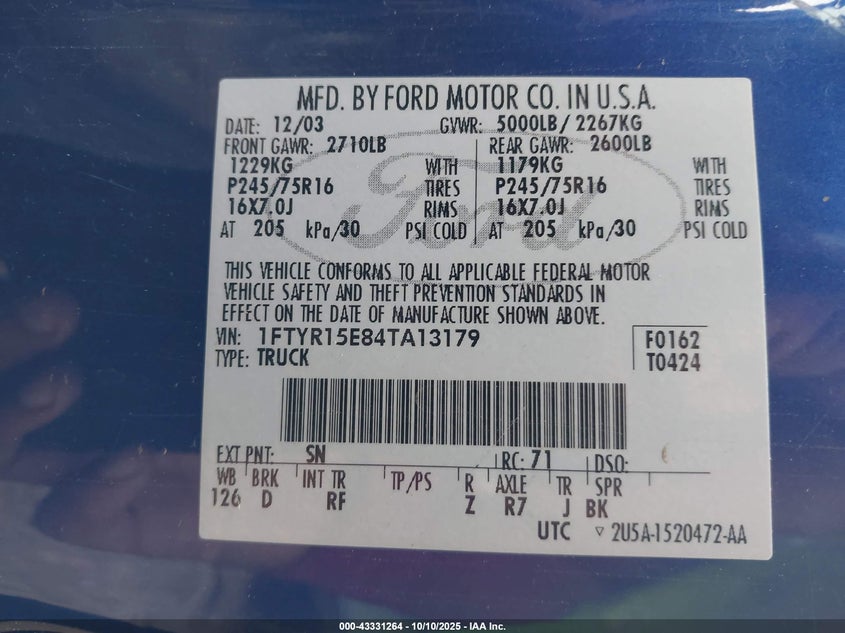 MFD. BY FORD MOTOR CO. IN U.S.A.
DATE: 12/03 GVWR: 5000LB/ 2267KG
FRONT GAWR: 2710LB REAR GAWR: 2600LB
1229KG WITH 1179KG WITH
P245/75R16 TIRES P245/75R16 TIRES
16X7.0J RIMS 16X7.0J RIMS
AT 205 kPa/30 PSI COLD AT 205 kPa/30 PSI COLD
Ford
THIS VEHICLE CONFORMS TO ALL APPLICABLE FEDERAL MOTOR
VEHICLE SAFETY AND THEFT PREVENTION STANDARDS IN
EFFECT ON THE DATE OF MANUFACTURE SHOWN ABOVE.
VIN: 1FTYR15E84TA13179 F0162
TYPE: TRUCK T0424
EXT PNT: SN RC: 71 DSO:
WB BRK INT TR TP/PS R AXLE TR SPR
126 D RF Z R7 J BK
UTC ▿ 2U5A-1520472-AA
000-43331264 - 10/10/2025 - IAA Inc.